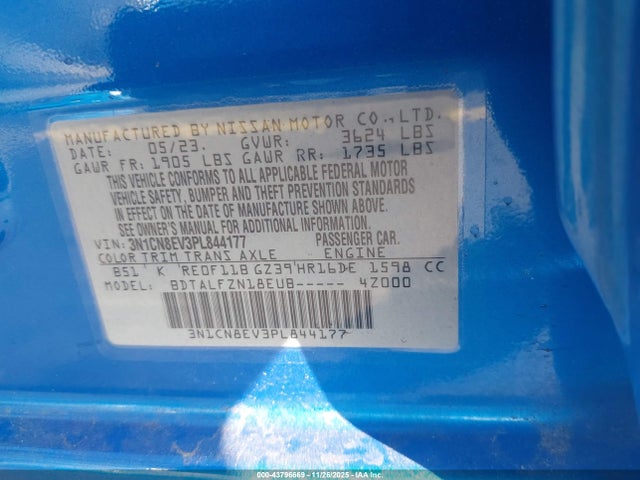 MANUFACTURED BY NISSAN MOTOR CO.,LTD.
DATE: 05/23. GVWR: 3624 LBS
GAWR FR: 1905 LBS GAWR RR: 1735 LBS
THIS VEHICLE CONFORMS TO ALL APPLICABLE FEDERAL MOTOR
VEHICLE SAFETY, BUMPER AND THEFT PREVENTION STANDARDS
IN EFFECT ON THE DATE OF MANUFACTURE SHOWN ABOVE.
SEE OWNER'S MANUAL FOR ADDITIONAL INFORMATION.
VIN: 3N1CN8EV3PL844177 PASSENGER CAR.
COLOR TRIM TRANS AXLE ENGINE
B51 K RE0F11B GZ39 HR16DE 1598 CC
MODEL: BDTALFZN18EUB----- 4Z000
3N1CN8EV3PL844177
000-43796669 | 11/26/2025 | IAA Inc.